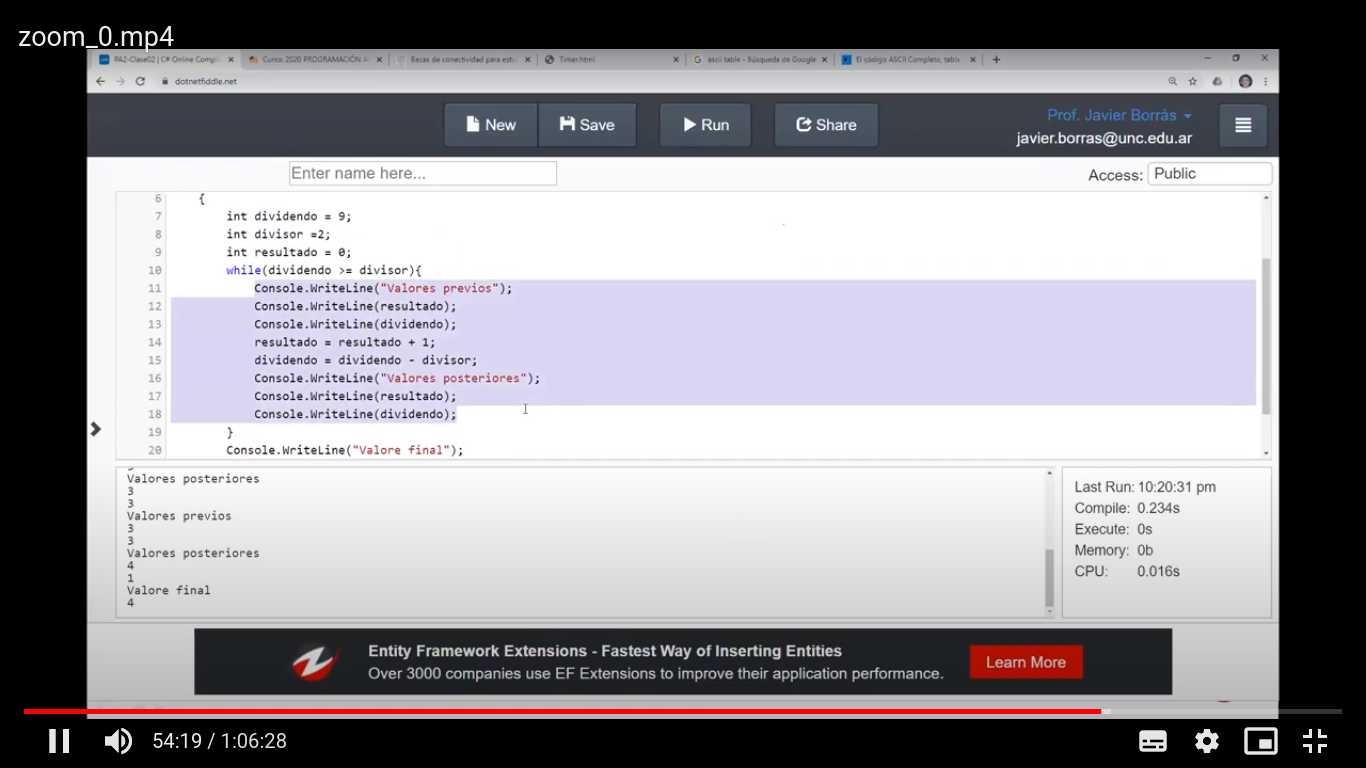 zoom_0.mp4
PAZ-Clase02 | C# Online Compil
Curso: 2020 PROGRAMACIÓN A
Becas de conectividad para estu
Timer.html
ascii table - Búsqueda de Google
El código ASCII Completo, tabla
dotnetfiddle.net
New Save Run Share
Prof. Javier Borrás
javier.borras@unc.edu.ar
Enter name here...
Access: Public
6 {
7 int dividendo = 9;
8 int divisor =2;
9 int resultado = 0;
10 while(dividendo >= divisor){
11 Console.WriteLine("Valores previos");
12 Console.WriteLine(resultado);
13 Console.WriteLine(dividendo);
14 resultado = resultado + 1;
15 dividendo = dividendo - divisor;
16 Console.WriteLine("Valores posteriores");
17 Console.WriteLine(resultado);
18 Console.WriteLine(dividendo);
19 }
20 Console.WriteLine("Valore final");
Valores posteriores
3
3
Valores previos
3
3
Valores posteriores
4
1
Valore final
4
Last Run: 10:20:31 pm
Compile: 0.234s
Execute: 0s
Memory: 0b
CPU: 0.016s
Entity Framework Extensions - Fastest Way of Inserting Entities
Over 3000 companies use EF Extensions to improve their application performance.
Learn More
54:19 / 1:06:28